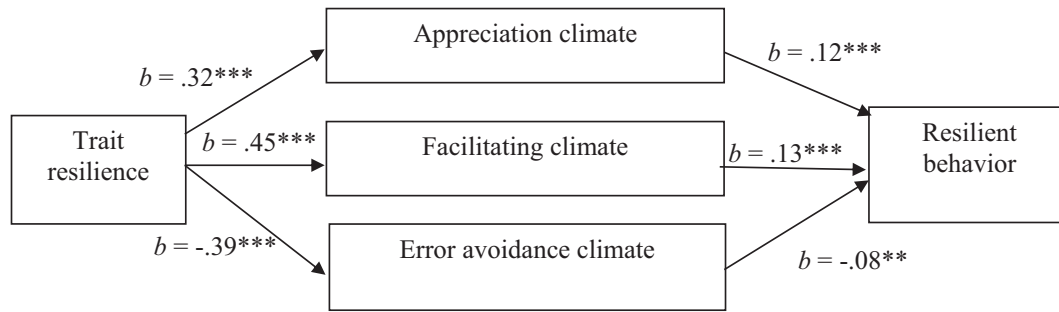 Appreciation climate
b = .12***
b = .32***
Trait
resilience
b = .45***
Facilitating climate
b = .13***
Resilient
behavior
b = -.39***
Error avoidance climate
b = -.08**